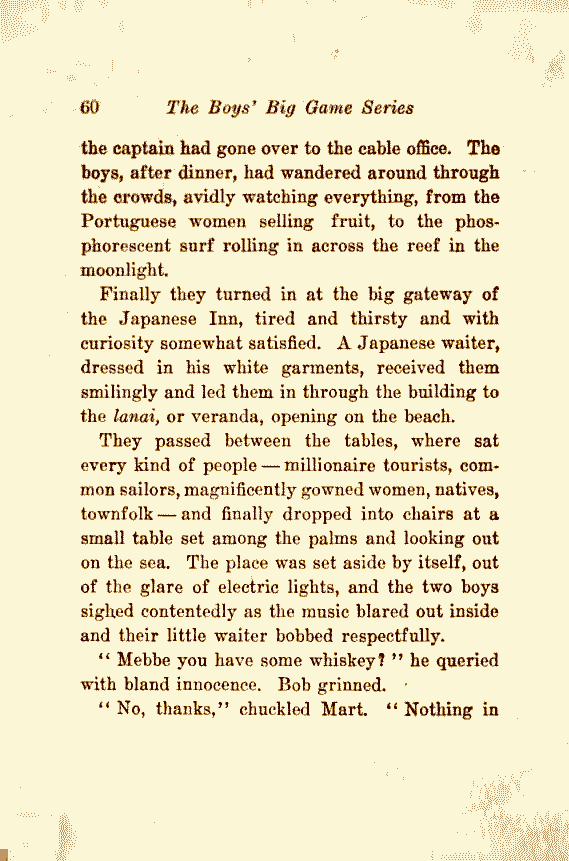 60 The Boys' Big Game Series
the captain had gone over to the cable office. The
boys, after dinner, had wandered around through
the crowds, avidly watching everything, from the
Portuguese women selling fruit, to the phos-
phorescent surf rolling in across the reef in the
moonlight.
Finally they turned in at the big gateway of
the Japanese Inn, tired and thirsty and with
curiosity somewhat satisfied. A Japanese waiter,
dressed in his white garments, received them
smilingly and led them in through the building to
the lanai, or veranda, opening on the beach.
They passed between the tables, where sat
every kind of people — millionaire tourists, com-
mon sailors, magnificently gowned women, natives,
townfolk — and finally dropped into chairs at a
small table set among the palms and looking out
on the sea. The place was set aside by itself, out
of the glare of electric lights, and the two boys
sighed contentedly as the music blared out inside
and their little waiter bobbed respectfully.
" Mebbe you have some whiskey? " he queried
with bland innocence. Bob grinned.
" No, thanks," chuckled Mart. " Nothing in